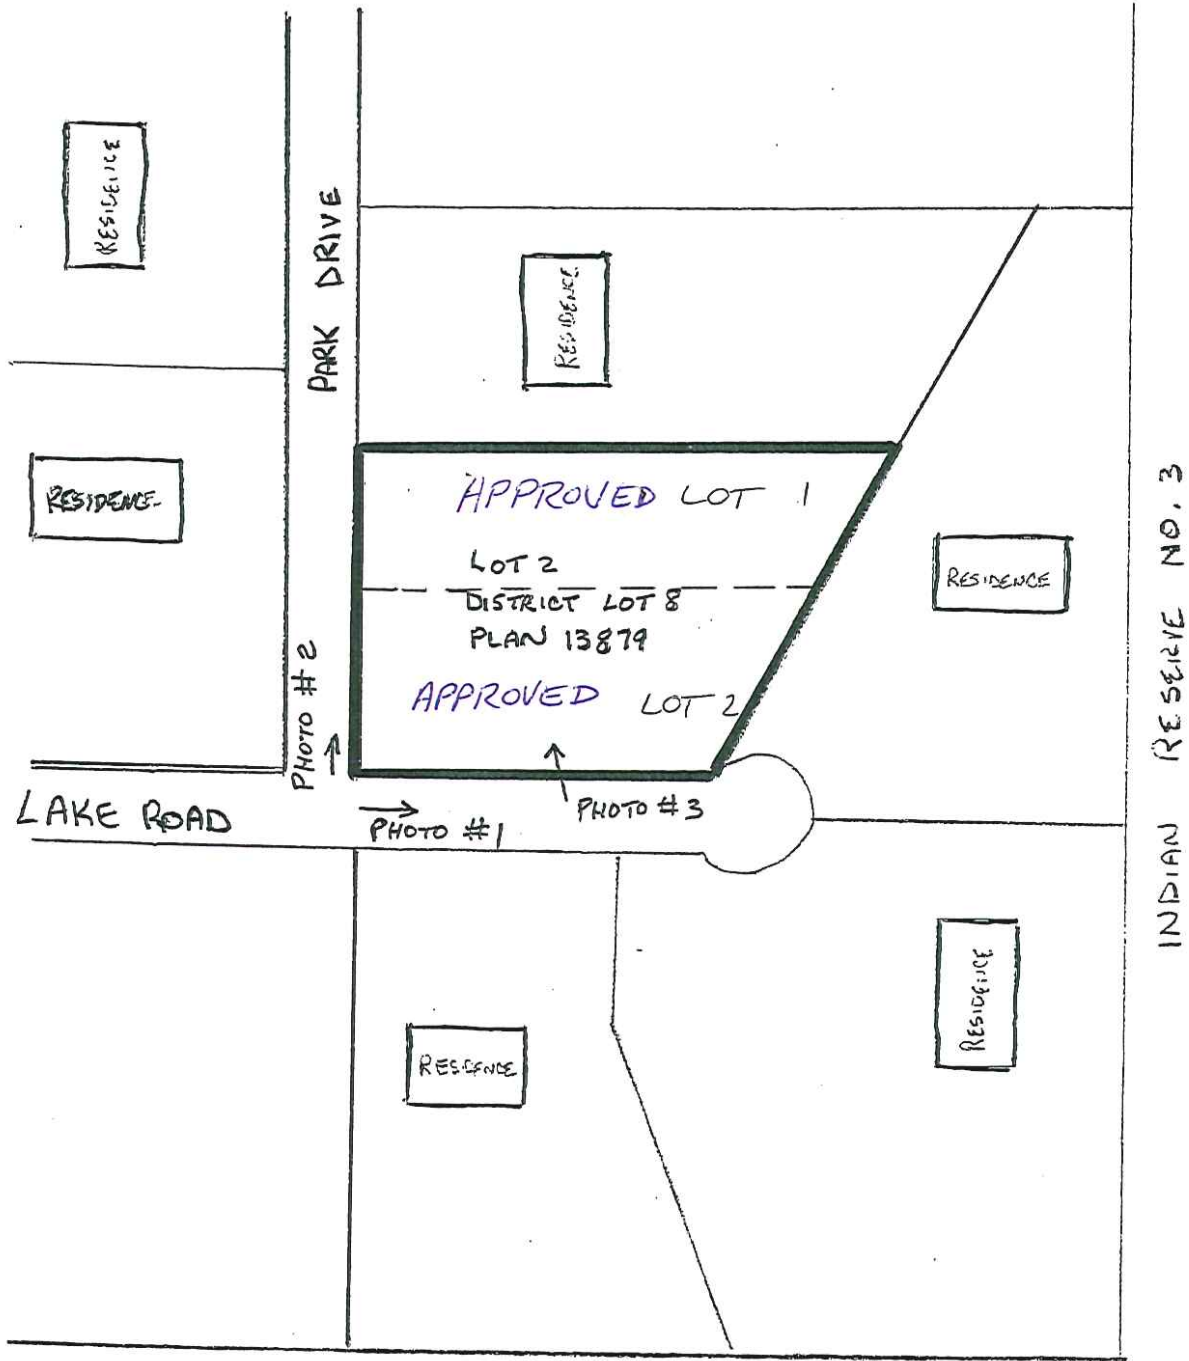 RESIDENCE
PARK DRIVE
RESIDENCE
RESIDENCE
APPROVED LOT 1
LOT 2
DISTRICT LOT 8
PLAN 13879
RESIDENCE
APPROVED LOT 2
PHOTO #2
LAKE ROAD
PHOTO #1
PHOTO #3
INDIAN RESERVE NO. 3
RESIDENCE
RESIDENCE